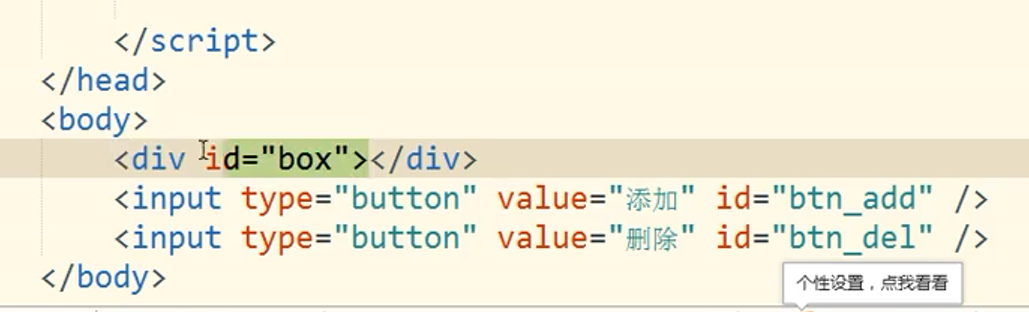 </script>
</head>
<body>
<div id="box"></div>
<input type="button" value="添加" id="btn_add" />
<input type="button" value="删除" id="btn_del" />
</body>
个性设置，点我看看